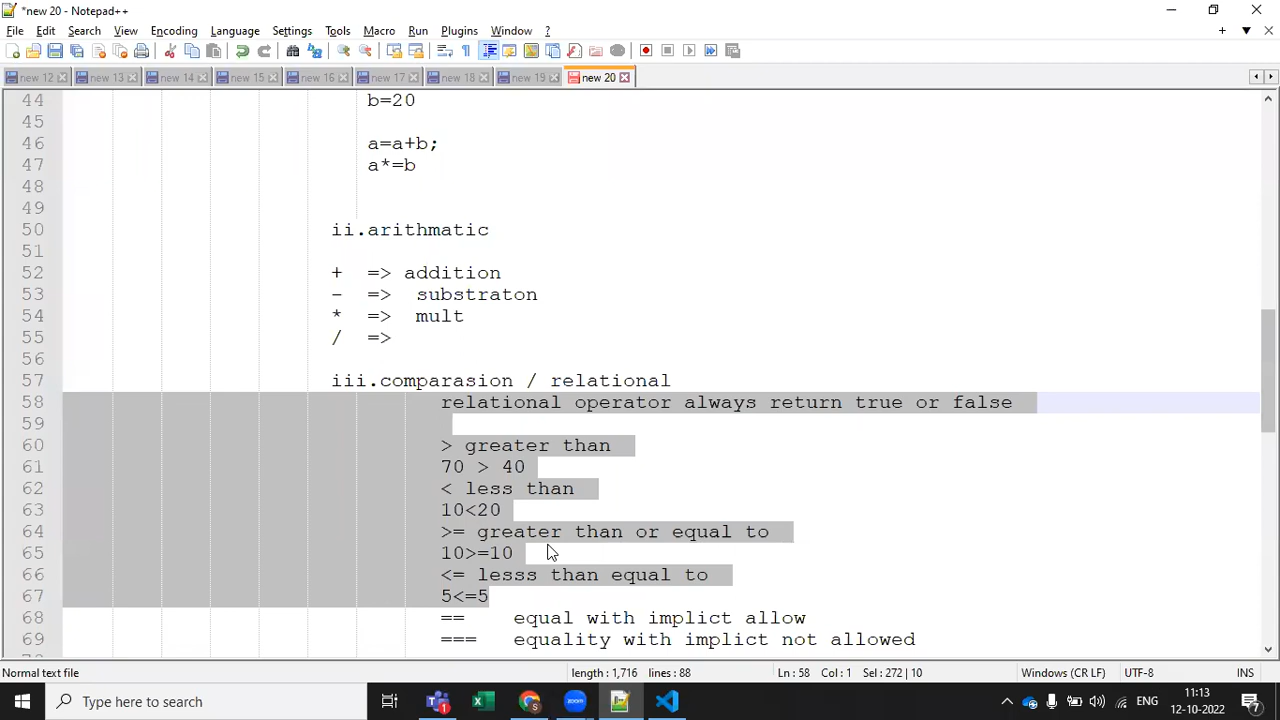 *new 20 - Notepad++
File Edit Search View Encoding Language Settings Tools Macro Run Plugins Window ?
new 12 new 13 new 14 new 15 new 16 new 17 new 18 new 19 new 20
44 b=20
45
46 a=a+b;
47 a*=b
48
49
50 ii.arithmatic
51
52 + => addition
53 - => substraton
54 * => mult
55 / =>
56
57 iii.comparasion / relational
58 relational operator always return true or false
59
60 > greater than
61 70 > 40
62 < less than
63 10<20
64 >= greater than or equal to
65 10>=10
66 <= lesss than equal to
67 5<=5
68 == equal with implict allow
69 === equality with implict not allowed
Normal text file length : 1,716 lines : 88 Ln : 58 Col : 1 Sel : 272 | 10 Windows (CR LF) UTF-8 INS
Type here to search zoom ENG 11:13
12-10-2022 7